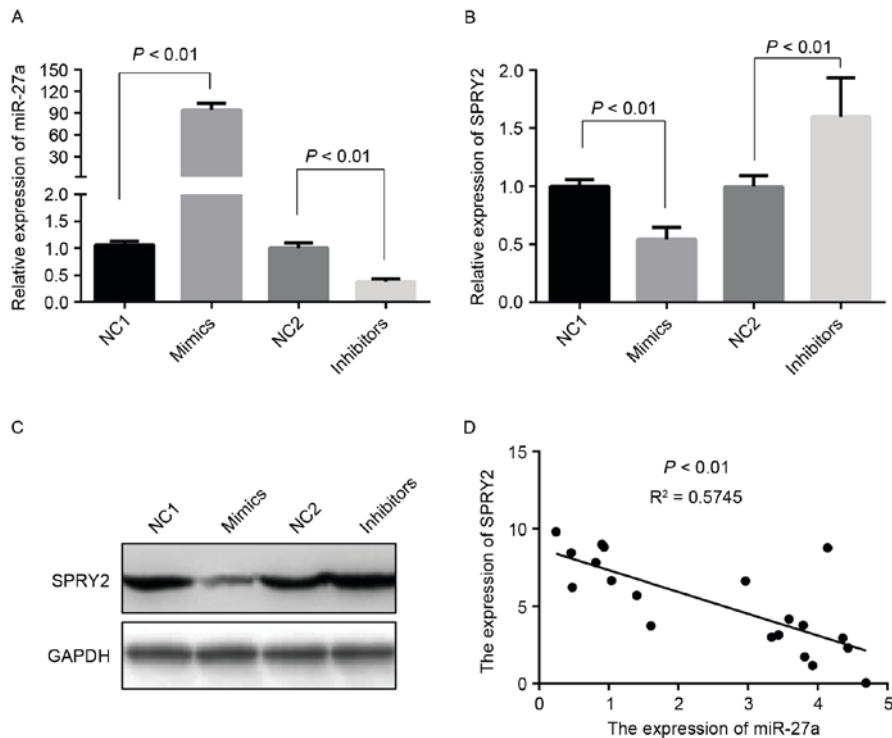 A
Relative expression of miR-27a
150
120
90
60
30
2.0
1.5
1.0
0.5
0.0
P < 0.01
P < 0.01
NC1
Mimics
NC2
Inhibitors
B
Relative expression of SPRY2
2.0
1.5
1.0
0.5
0.0
P < 0.01
P < 0.01
NC1
Mimics
NC2
Inhibitors
C
NC1
Mimics
NC2
Inhibitors
SPRY2
GAPDH
D
The expression of SPRY2
15
10
5
0
P < 0.01
R² = 0.5745
0
1
2
3
4
5
The expression of miR-27a